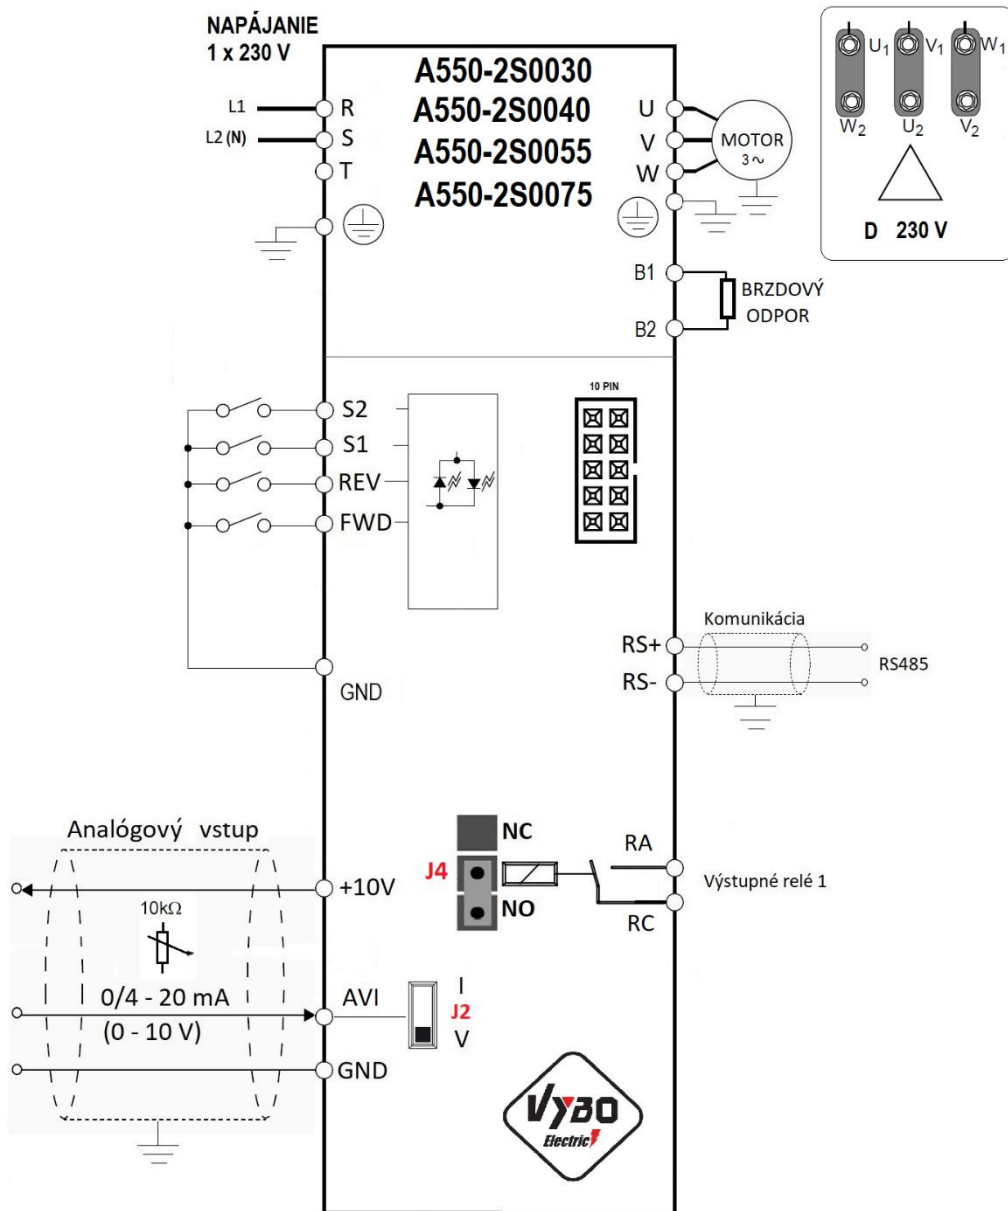 NAPÁJANIE
1 x 230 V
A550-2S0030
A550-2S0040
A550-2S0055
A550-2S0075
L1
R
L2 (N)
S
T
U
V
W
MOTOR
3 ~
U1
V1
W1
W2
U2
V2
D 230 V
B1
B2
BRZDOVÝ
ODPOR
S2
S1
REV
FWD
GND
10 PIN
Komunikácia
RS+
RS-
RS485
Analógový vstup
+10V
10kΩ
0/4 - 20 mA
(0 - 10 V)
AVI
GND
I
J2
V
NC
J4
NO
RA
RC
Výstupné relé 1
VYBO
Electric